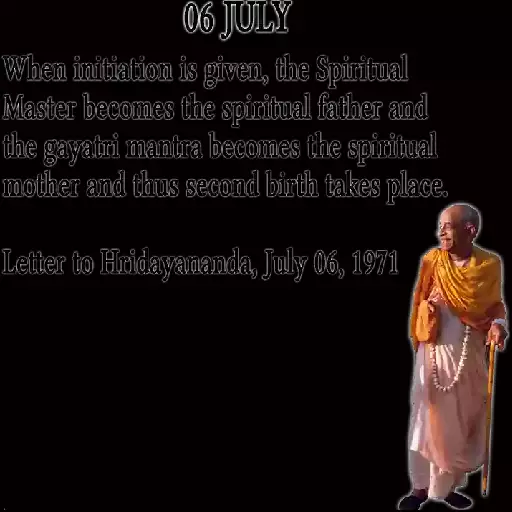 06 JULY
When initiation is given, the Spiritual
Master becomes the spiritual father and
the gayatri mantra becomes the spiritual
mother and thus second birth takes place.
Letter to Hridayananda, July 06, 1971